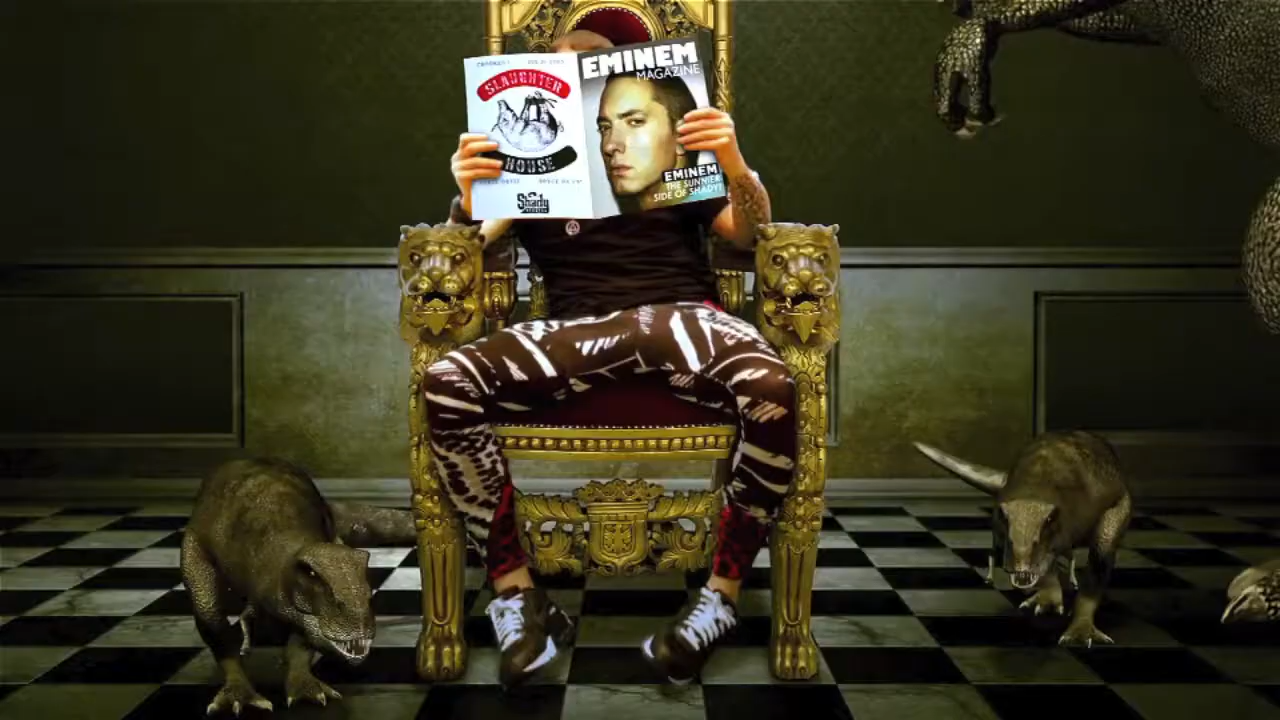 SLAUGHTER
HOUSE
Shady
EMINEM
MAGAZINE
EMINEM
THE SUNNIER
SIDE OF SHADY!